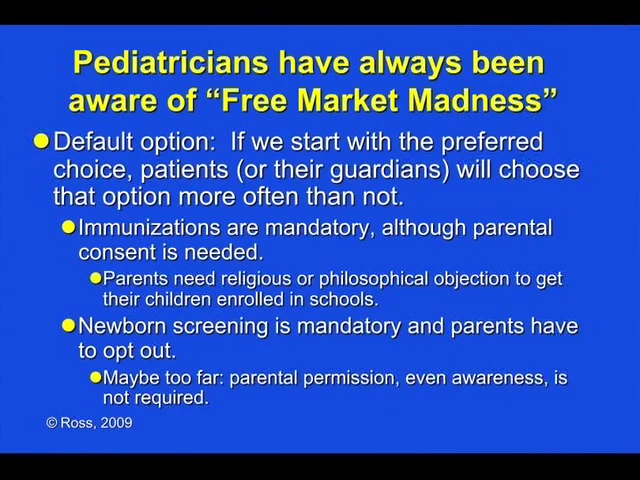 Pediatricians have always been
aware of “Free Market Madness”
Default option:  If we start with the preferred
choice, patients (or their guardians) will choose
that option more often than not.
Immunizations are mandatory, although parental
consent is needed.
Parents need religious or philosophical objection to get
their children enrolled in schools.
Newborn screening is mandatory and parents have
to opt out.
Maybe too far: parental permission, even awareness, is
not required.
© Ross, 2009